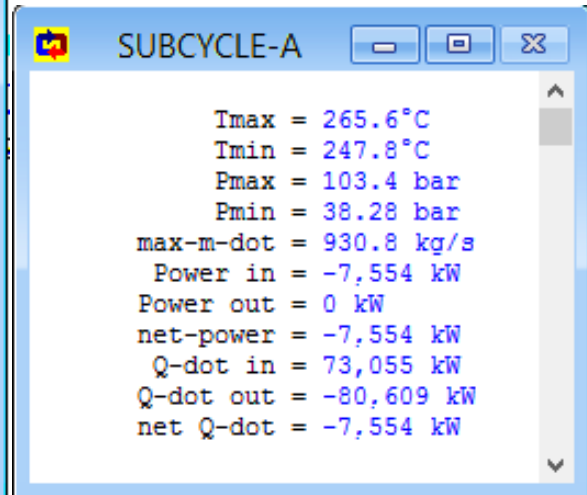 SUBCYCLE-A
Tmax = 265.6°C
Tmin = 247.8°C
Pmax = 103.4 bar
Pmin = 38.28 bar
max-m-dot = 930.8 kg/s
Power in = -7,554 kW
Power out = 0 kW
net-power = -7,554 kW
Q-dot in = 73,055 kW
Q-dot out = -80,609 kW
net Q-dot = -7,554 kW